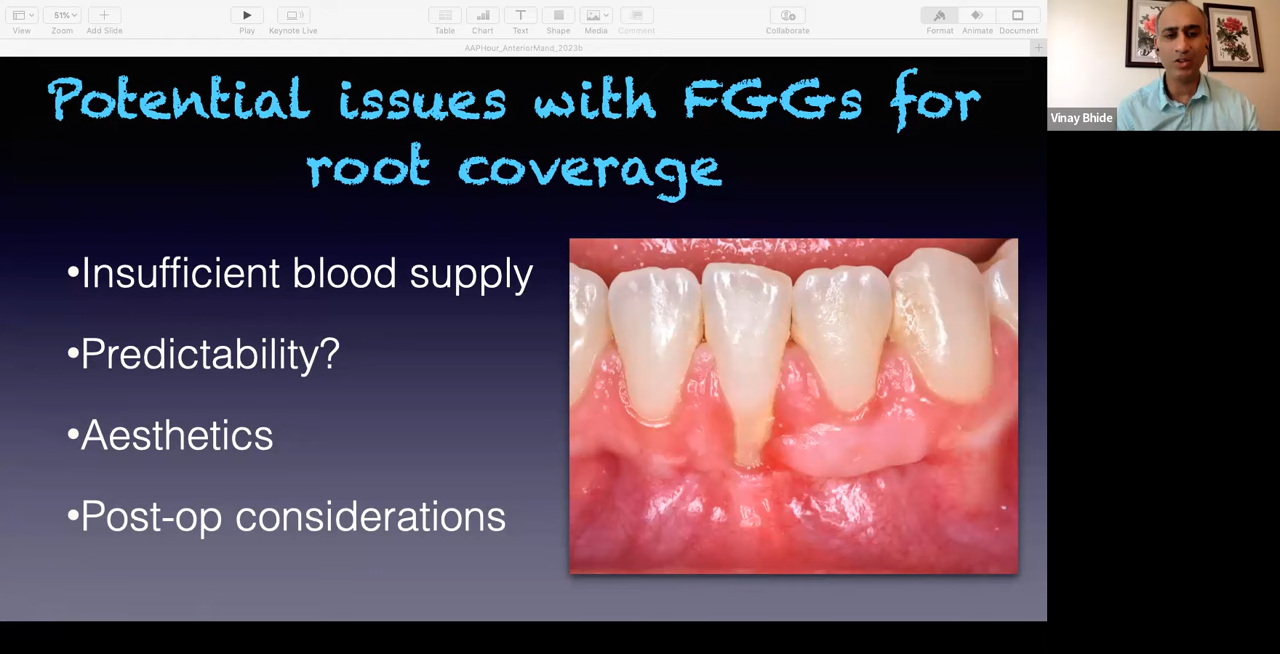 View
51%
Zoom
Add Slide
Play
Keynote Live
Table
Chart
Text
Shape
Media
Comment
Collaborate
Format
Animate
Document
AAPHour_AnteriorMand_2023b
Potential issues with FGGs for
root coverage
•Insufficient blood supply
•Predictability?
•Aesthetics
•Post-op considerations
Vinay Bhide